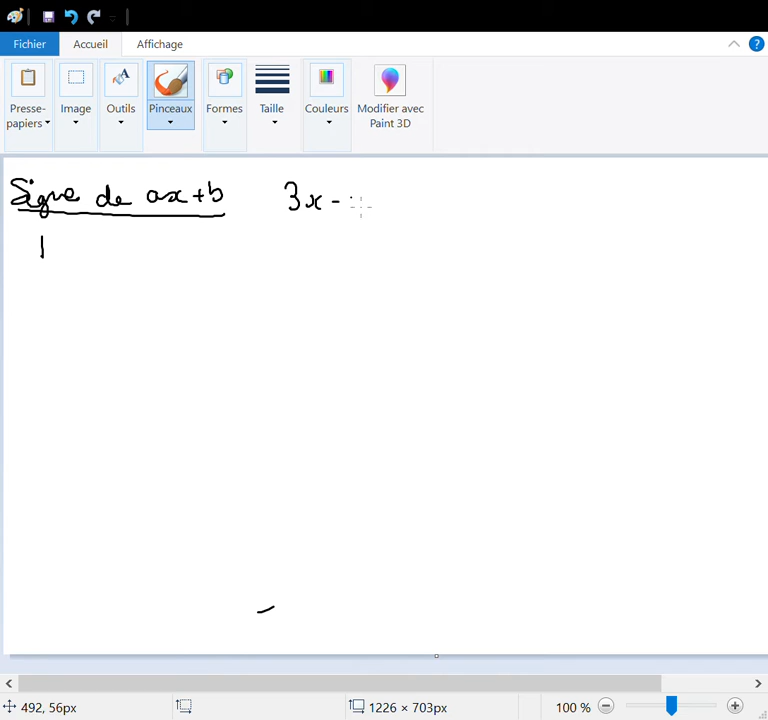 Fichier Accueil Affichage
Presse-papiers Image Outils Pinceaux Formes Taille Couleurs Modifier avec Paint 3D
Signe de ax+b 3x -
1
492, 56px 1226 × 703px 100 %